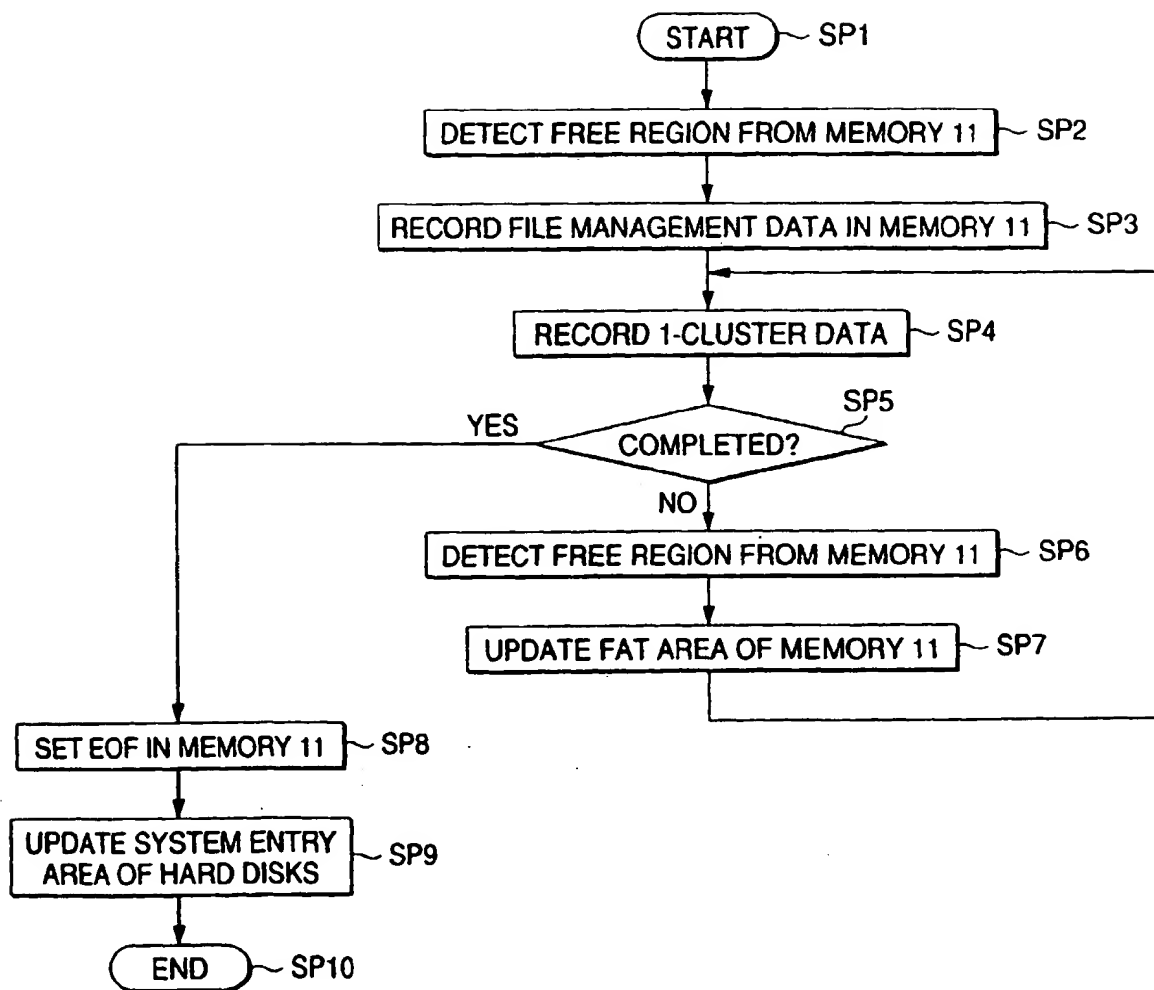 START SP1
DETECT FREE REGION FROM MEMORY 11 SP2
RECORD FILE MANAGEMENT DATA IN MEMORY 11 SP3
RECORD 1-CLUSTER DATA SP4
SP5
YES COMPLETED?
NO
DETECT FREE REGION FROM MEMORY 11 SP6
UPDATE FAT AREA OF MEMORY 11 SP7
SET EOF IN MEMORY 11 SP8
UPDATE SYSTEM ENTRY
AREA OF HARD DISKS SP9
END SP10